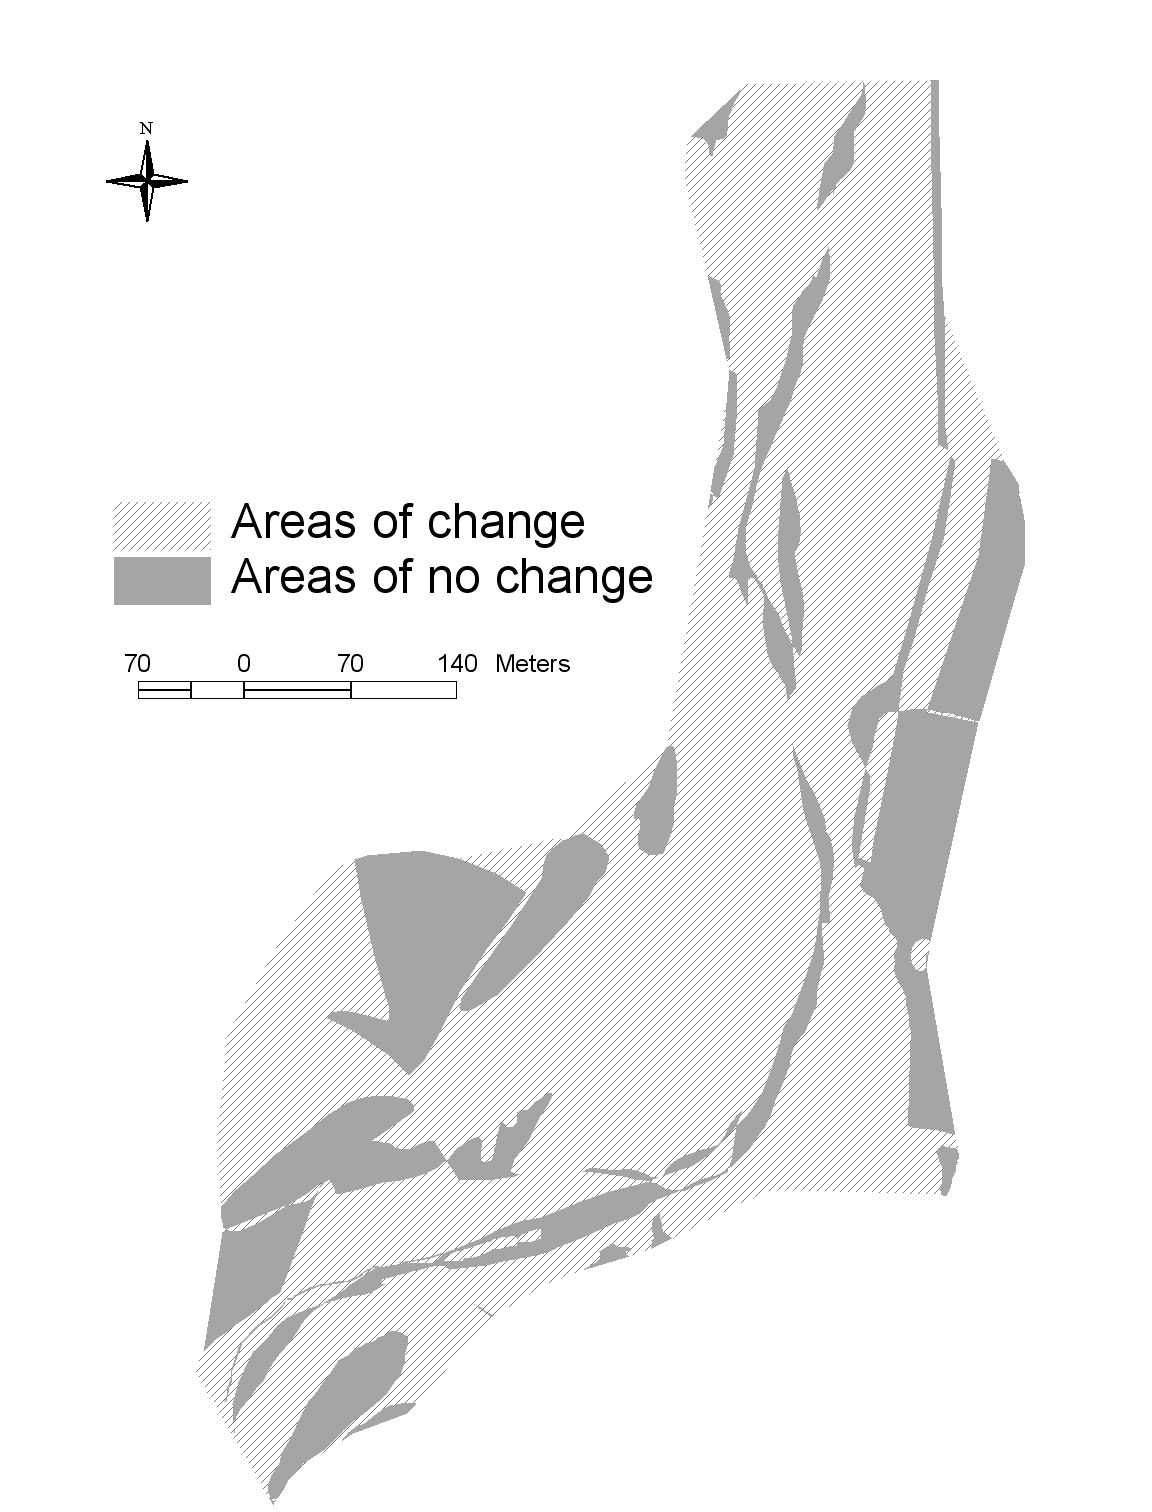 N
Areas of change
Areas of no change
70 0 70 140 Meters